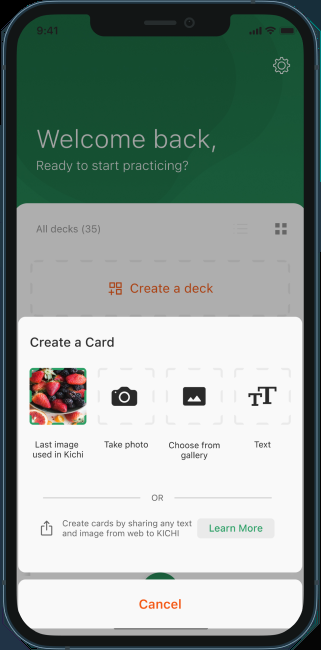 9:41
Welcome back,
Ready to start practicing?
All decks (35)
Create a deck
Create a Card
Last image
used in Kichi
Take photo
Choose from
gallery
Text
OR
Create cards by sharing any text
and image from web to KICHI
Learn More
Cancel